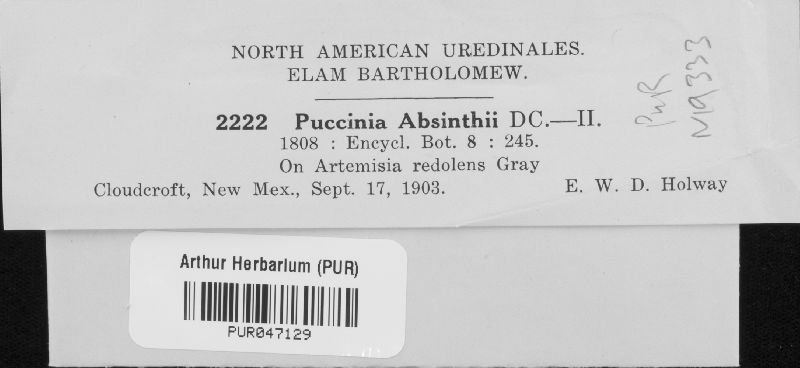 NORTH AMERICAN UREDINALES.
ELAM BARTHOLOMEW.
2222 Puccinia Absinthii DC.—II.
1808 : Encycl. Bot. 8 : 245.
On Artemisia redolens Gray
Cloudcroft, New Mex., Sept. 17, 1903. E. W. D. Holway
PUR
N19333
Arthur Herbarium (PUR)
PUR047129